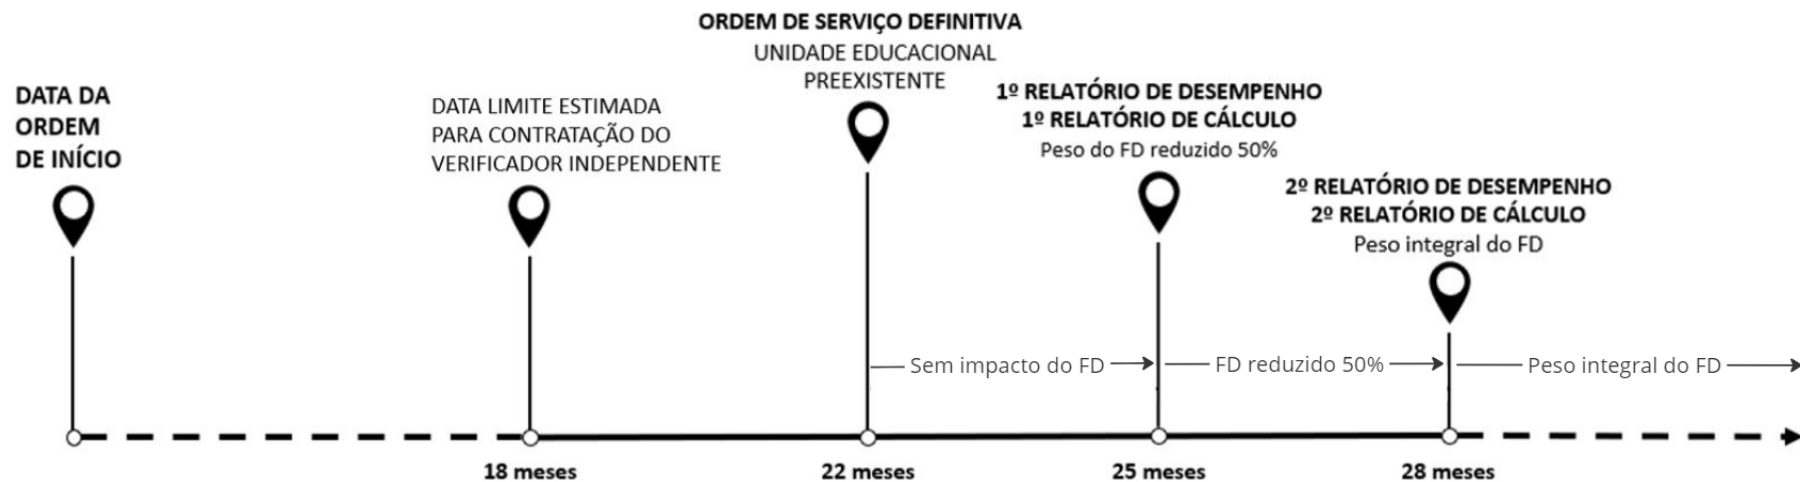 DATA DA
ORDEM
DE INÍCIO
DATA LIMITE ESTIMADA
PARA CONTRATAÇÃO DO
VERIFICADOR INDEPENDENTE
ORDEM DE SERVIÇO DEFINITIVA
UNIDADE EDUCACIONAL
PREEXISTENTE
1º RELATÓRIO DE DESEMPENHO
1º RELATÓRIO DE CÁLCULO
Peso do FD reduzido 50%
2º RELATÓRIO DE DESEMPENHO
2º RELATÓRIO DE CÁLCULO
Peso integral do FD
Sem impacto do FD
FD reduzido 50%
Peso integral do FD
18 meses
22 meses
25 meses
28 meses